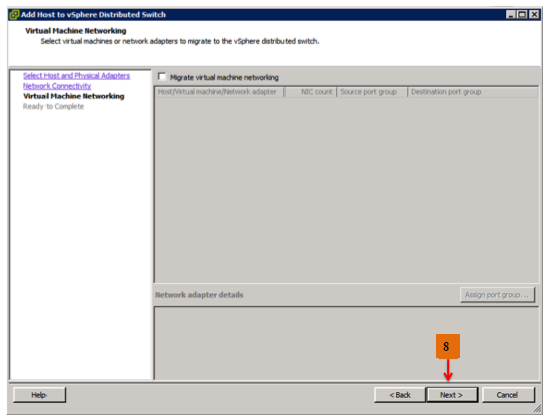 Add Host to vSphere Distributed Switch
Virtual Machine Networking
Select virtual machines or network adapters to migrate to the vSphere distributed switch.
Select Host and Physical Adapters
Network Connectivity
Virtual Machine Networking
Ready to Complete
Migrate virtual machine networking
Host/Virtual machine/Network adapter NIC count Source port group Destination port group
Network adapter details
Assign port group...
8
Help
< Back Next > Cancel